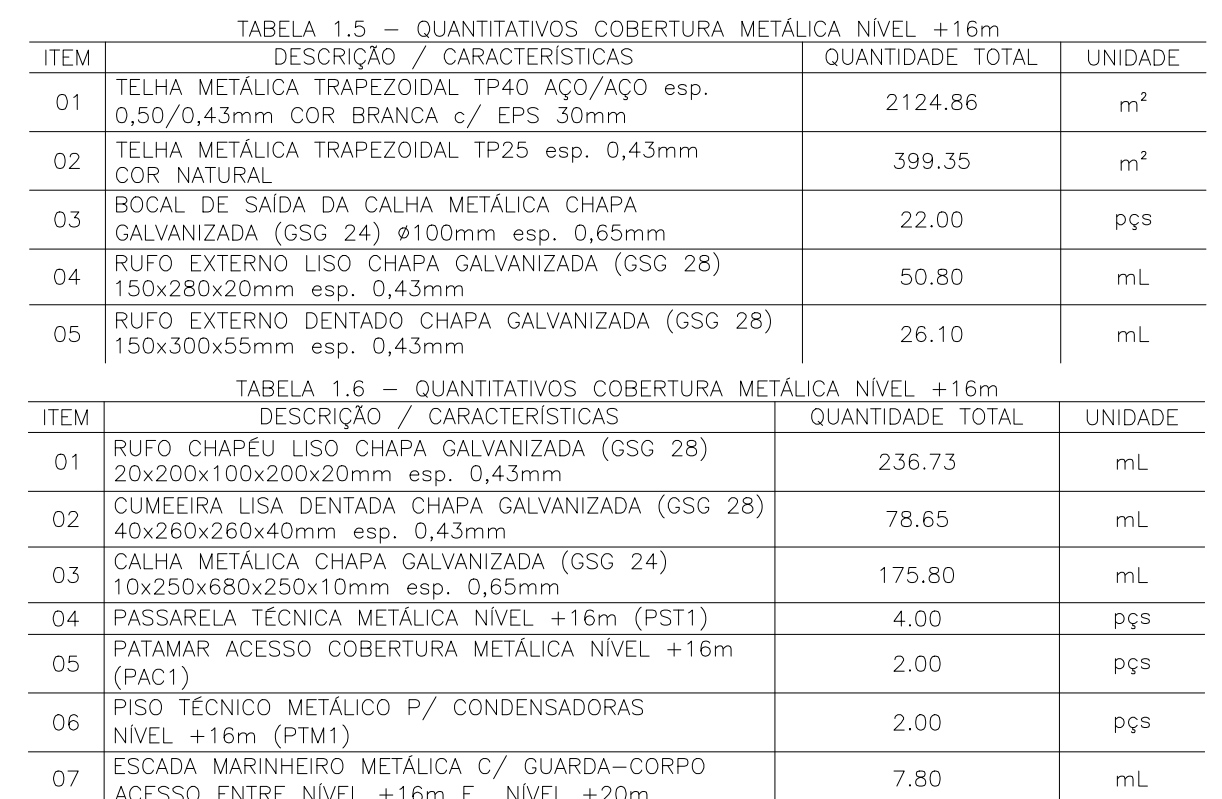 TABELA 1.5 – QUANTITATIVOS COBERTURA METÁLICA NÍVEL +16m
ITEM DESCRIÇÃO / CARACTERÍSTICAS QUANTIDADE TOTAL UNIDADE
01 TELHA METÁLICA TRAPEZOIDAL TP40 AÇO/AÇO esp. 2124.86 m²
0,50/0,43mm COR BRANCA c/ EPS 30mm
02 TELHA METÁLICA TRAPEZOIDAL TP25 esp. 0,43mm 399.35 m²
COR NATURAL
03 BOCAL DE SAÍDA DA CALHA METÁLICA CHAPA 22.00 pçs
GALVANIZADA (GSG 24) ø100mm esp. 0,65mm
04 RUFO EXTERNO LISO CHAPA GALVANIZADA (GSG 28) 50.80 mL
150x280x20mm esp. 0,43mm
05 RUFO EXTERNO DENTADO CHAPA GALVANIZADA (GSG 28) 26.10 mL
150x300x55mm esp. 0,43mm
TABELA 1.6 – QUANTITATIVOS COBERTURA METÁLICA NÍVEL +16m
ITEM DESCRIÇÃO / CARACTERÍSTICAS QUANTIDADE TOTAL UNIDADE
01 RUFO CHAPÉU LISO CHAPA GALVANIZADA (GSG 28) 236.73 mL
20x200x100x200x20mm esp. 0,43mm
02 CUMEEIRA LISA DENTADA CHAPA GALVANIZADA (GSG 28) 78.65 mL
40x260x260x40mm esp. 0,43mm
03 CALHA METÁLICA CHAPA GALVANIZADA (GSG 24) 175.80 mL
10x250x680x250x10mm esp. 0,65mm
04 PASSARELA TÉCNICA METÁLICA NÍVEL +16m (PST1) 4.00 pçs
05 PATAMAR ACESSO COBERTURA METÁLICA NÍVEL +16m 2.00 pçs
(PAC1)
06 PISO TÉCNICO METÁLICO P/ CONDENSADORAS 2.00 pçs
NÍVEL +16m (PTM1)
07 ESCADA MARINHEIRO METÁLICA C/ GUARDA–CORPO 7.80 mL
ACESSO ENTRE NÍVEL +16m E NÍVEL +20m